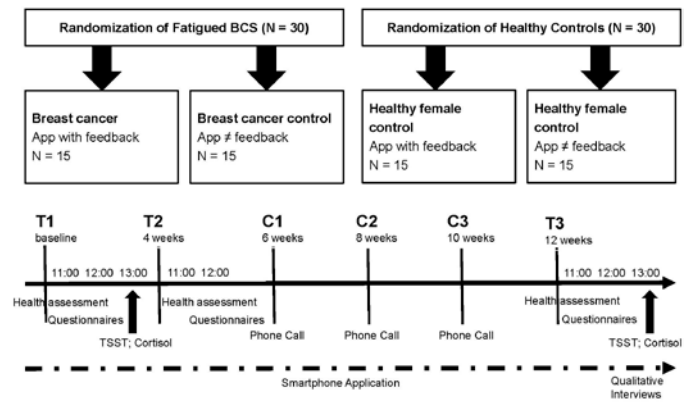 Randomization of Fatigued BCS (N = 30)
Randomization of Healthy Controls (N = 30)
Breast cancer
App with feedback
N = 15
Breast cancer control
App ≠ feedback
N = 15
Healthy female
control
App with feedback
N = 15
Healthy female
control
App ≠ feedback
N = 15
T1
baseline
T2
4 weeks
C1
6 weeks
C2
8 weeks
C3
10 weeks
T3
12 weeks
11:00 12:00 13:00
11:00 12:00
11:00 12:00 13:00
Health assessment
Questionnaires
TSST; Cortisol
Health assessment
Questionnaires
Phone Call
Phone Call
Phone Call
Health assessment
Questionnaires
TSST; Cortisol
Smartphone Application
Qualitative
Interviews